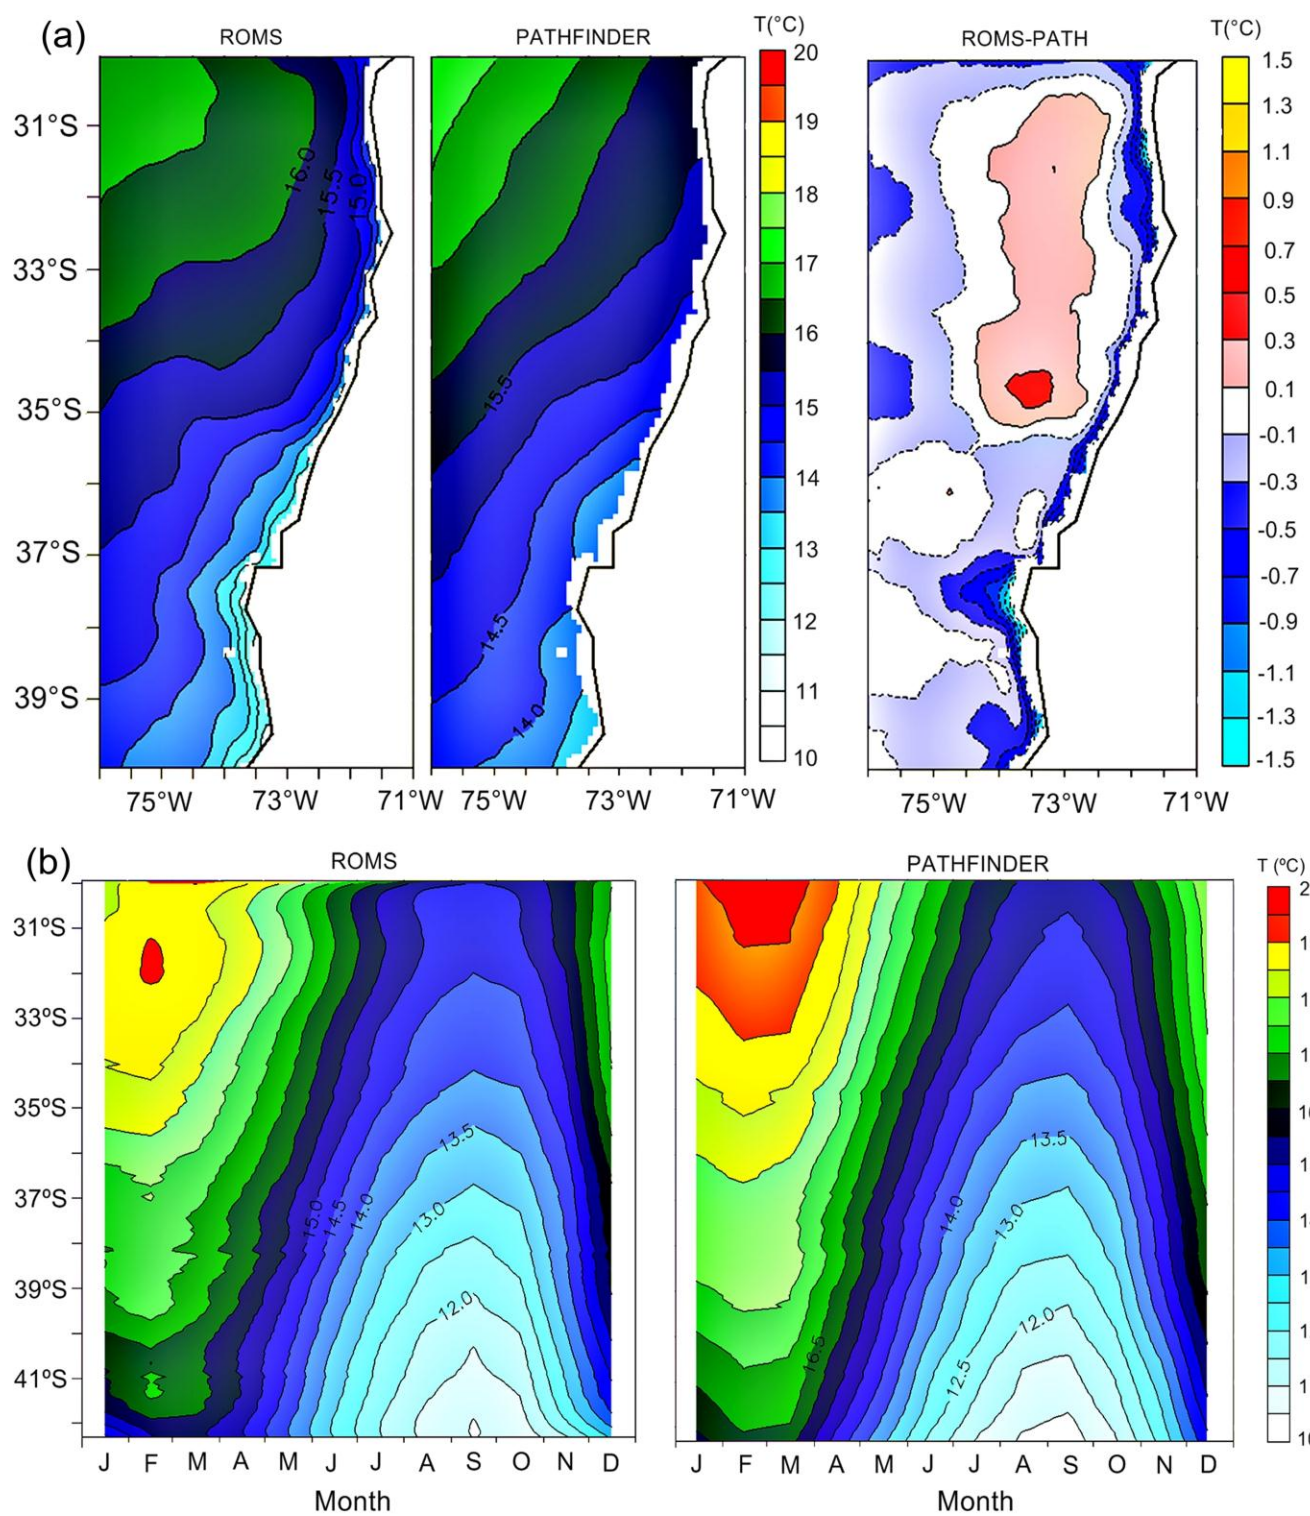 (a) ROMS PATHFINDER T(°C) ROMS-PATH T(°C)
20 1.5
19 1.3
31°S 1.1
18 0.9
16.0 17 0.7
15.5
15.0
33°S 16 0.5
0.3
15.5 15 0.1
35°S -0.1
14 -0.3
13 -0.5
37°S -0.7
14.5 12 -0.9
11 -1.1
39°S 14.0 -1.3
10 -1.5
75°W 73°W 71°W 75°W 73°W 71°W 75°W 73°W 71°W
(b) ROMS PATHFINDER T (ºC)
31ºS
33ºS
35ºS
13.5 13.5
37ºS
15.0 14.5 14.0 13.0 14.0 13.0
39ºS
12.0 12.0
16.5 12.5
41ºS
J F M A M J J A S O N D J F M A M J J A S O N D
Month Month